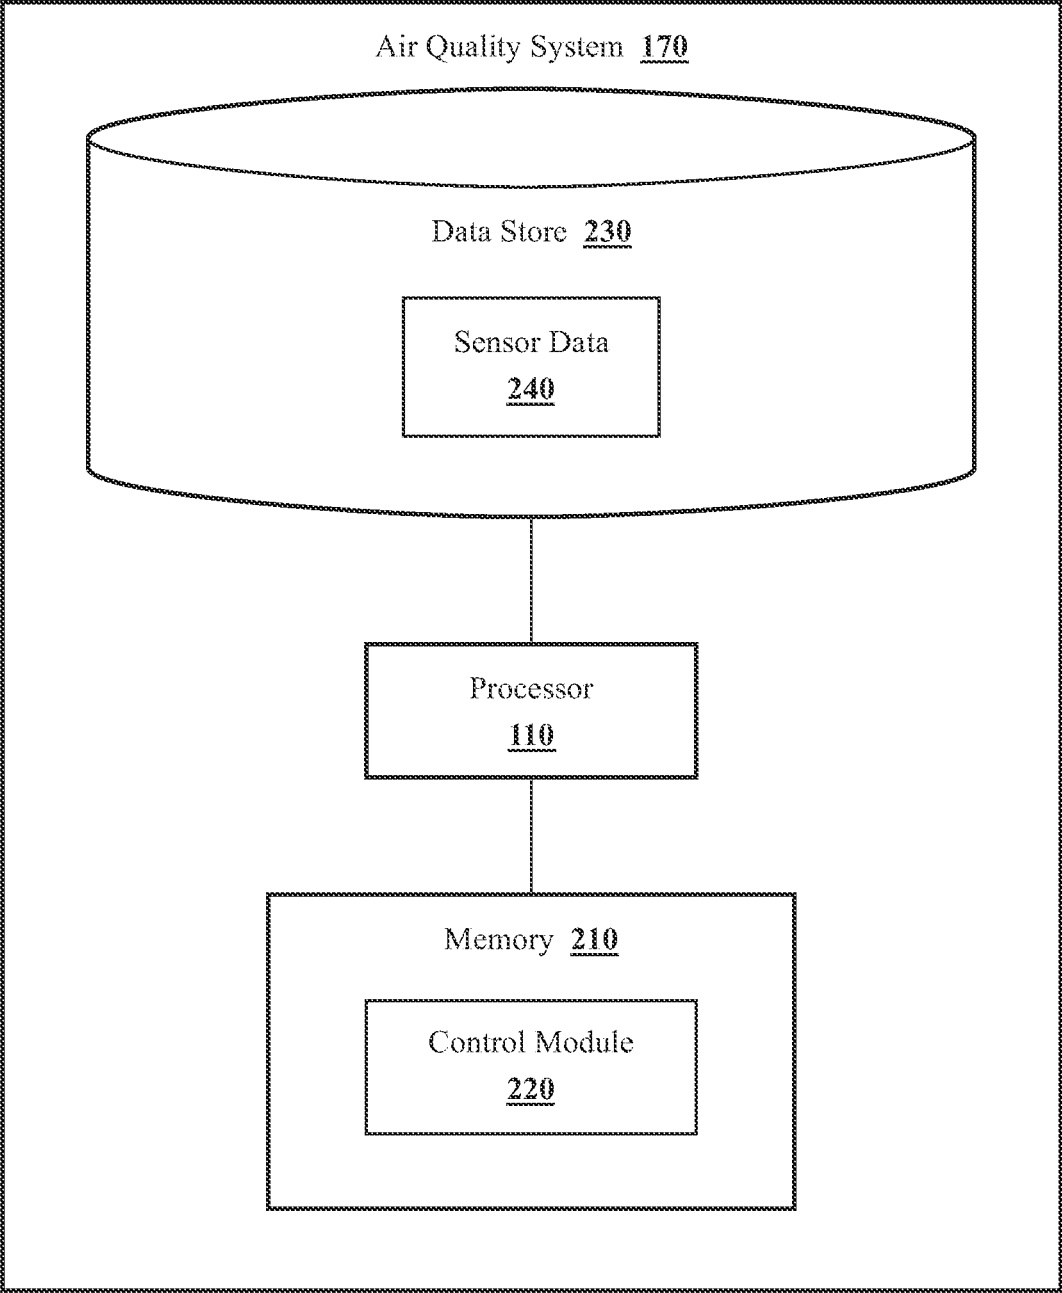 Air Quality System 170
Data Store 230
Sensor Data
240
Processor
110
Memory 210
Control Module
220